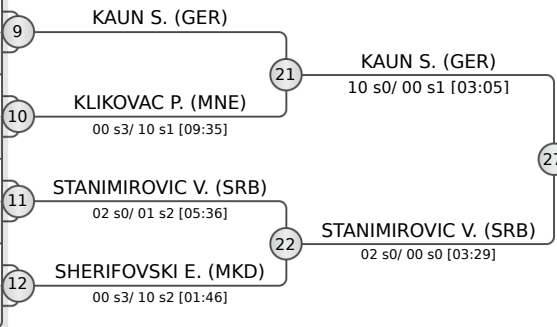 KAUN S. (GER)
9
21
KAUN S. (GER)
10 s0/ 00 s1 [03:05]
KLIKOVAC P. (MNE)
10
00 s3/ 10 s1 [09:35]
27
STANIMIROVIC V. (SRB)
11
02 s0/ 01 s2 [05:36]
22
STANIMIROVIC V. (SRB)
02 s0/ 00 s0 [03:29]
SHERIFOVSKI E. (MKD)
12
00 s3/ 10 s2 [01:46]